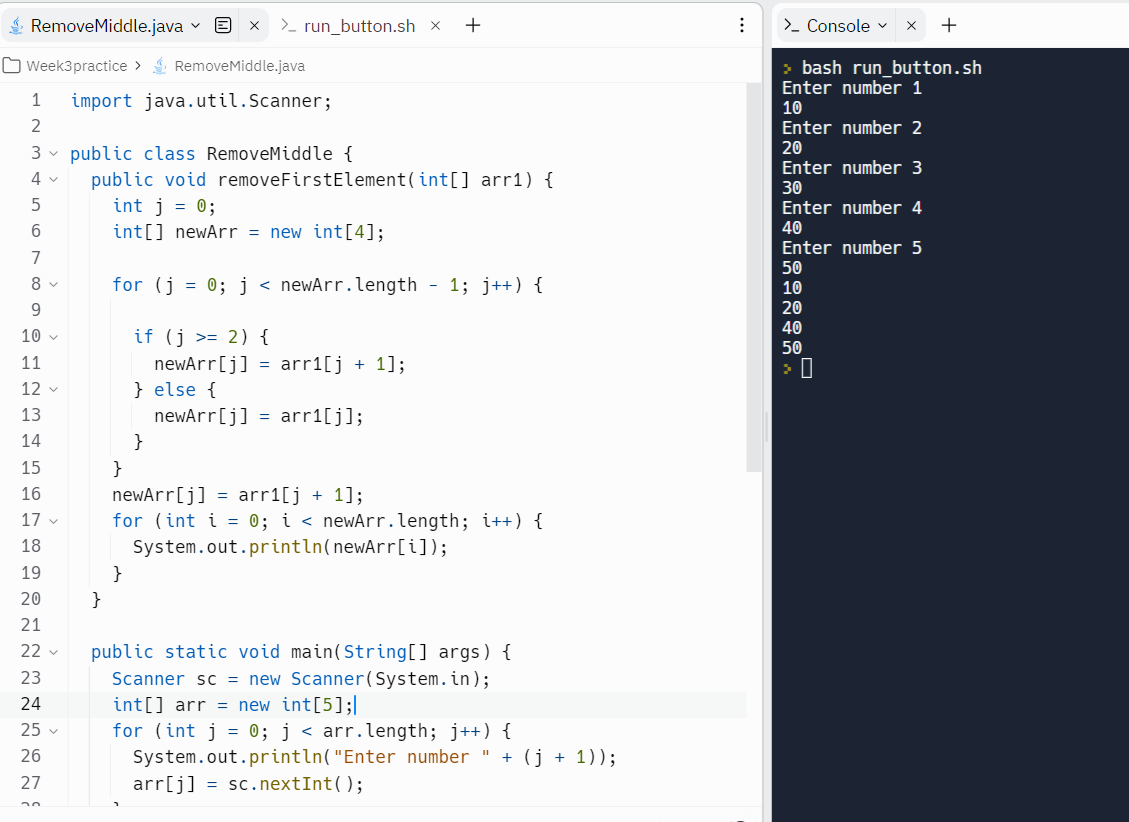 RemoveMiddle.java
>_ run_button.sh
Week3practice > RemoveMiddle.java
1 import java.util.Scanner;
2
3 public class RemoveMiddle {
4   public void removeFirstElement(int[] arr1) {
5     int j = 0;
6     int[] newArr = new int[4];
7
8     for (j = 0; j < newArr.length - 1; j++) {
9
10       if (j >= 2) {
11         newArr[j] = arr1[j + 1];
12       } else {
13         newArr[j] = arr1[j];
14       }
15     }
16     newArr[j] = arr1[j + 1];
17     for (int i = 0; i < newArr.length; i++) {
18       System.out.println(newArr[i]);
19     }
20   }
21
22   public static void main(String[] args) {
23     Scanner sc = new Scanner(System.in);
24     int[] arr = new int[5];
25     for (int j = 0; j < arr.length; j++) {
26       System.out.println("Enter number " + (j + 1));
27       arr[j] = sc.nextInt();
>_ Console
> bash run_button.sh
Enter number 1
10
Enter number 2
20
Enter number 3
30
Enter number 4
40
Enter number 5
50
10
20
40
50
>